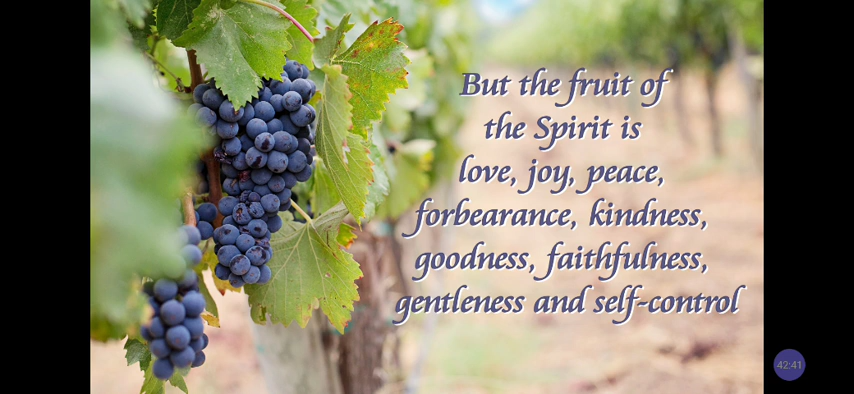 But the fruit of
the Spirit is
love, joy, peace,
forbearance, kindness,
goodness, faithfulness,
gentleness and self-control
42:41